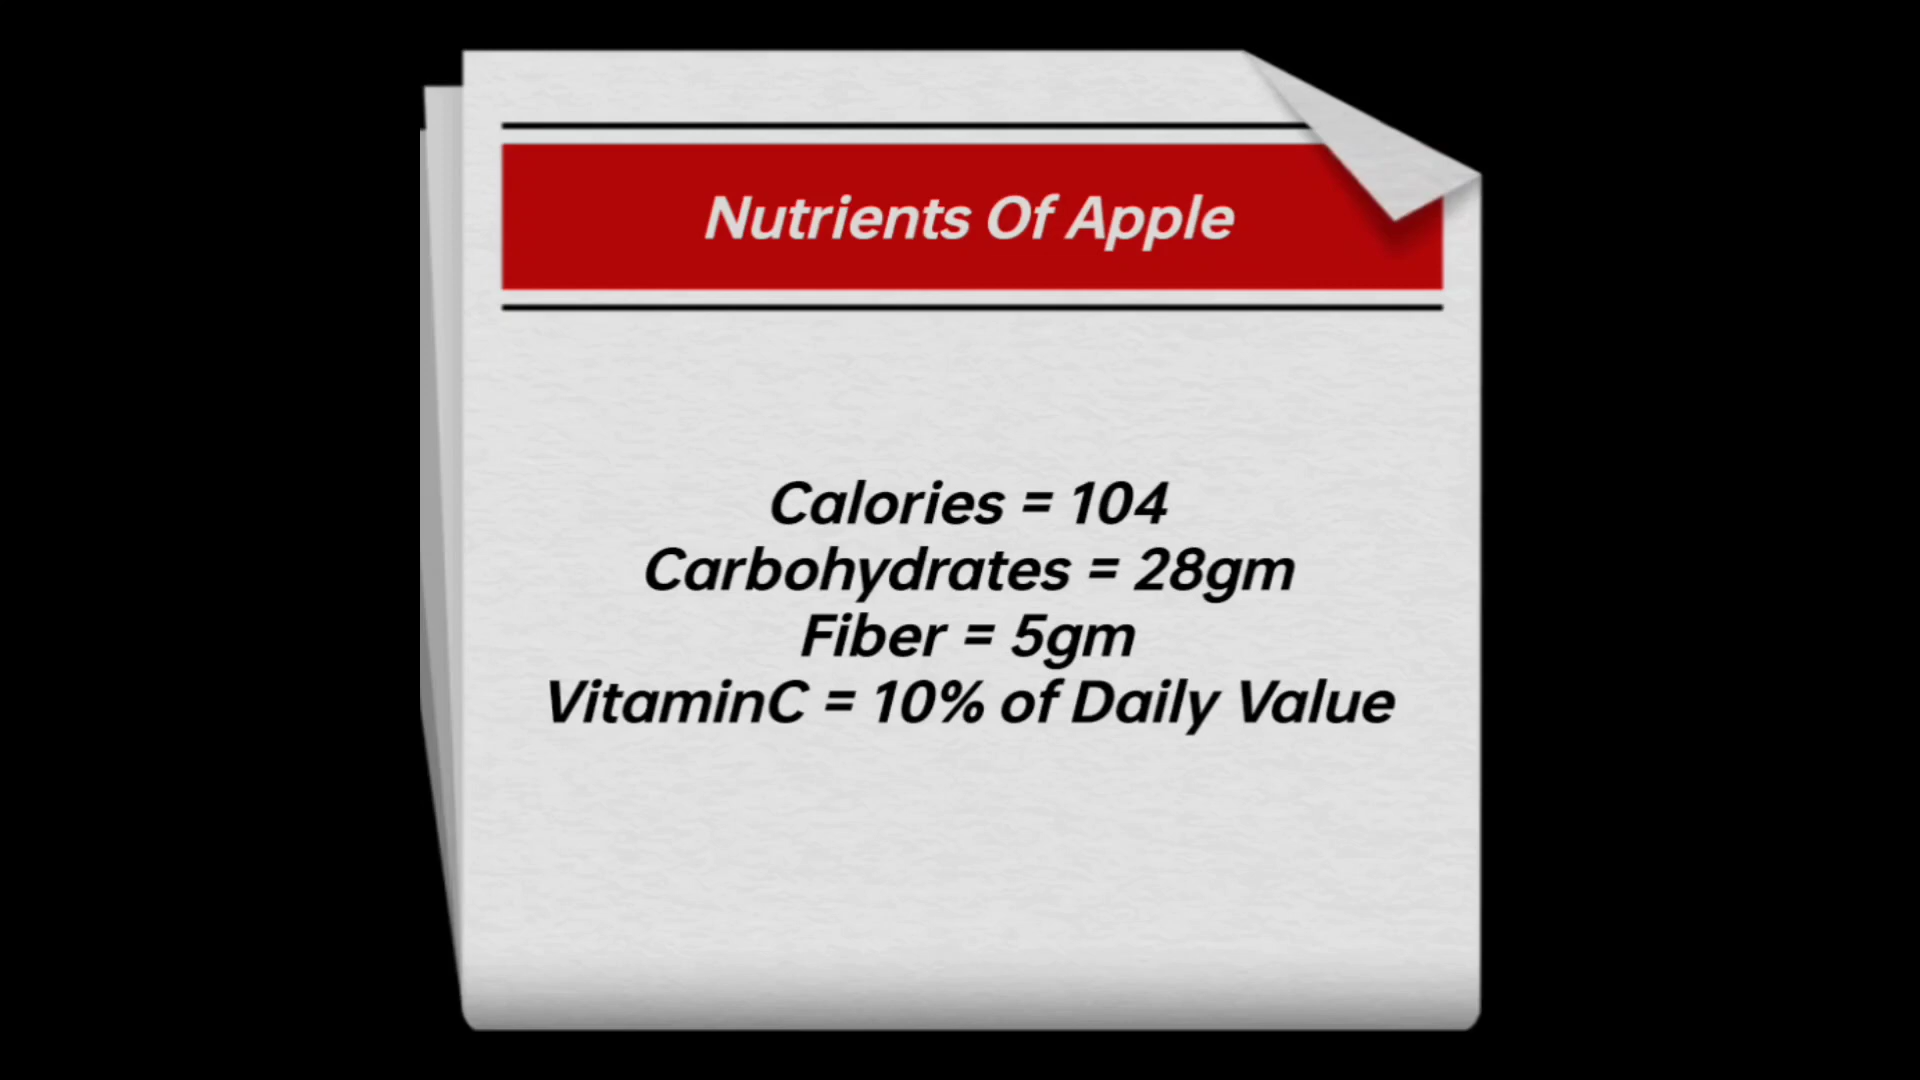 Nutrients Of Apple
Calories = 104
Carbohydrates = 28gm
Fiber = 5gm
VitaminC = 10% of Daily Value